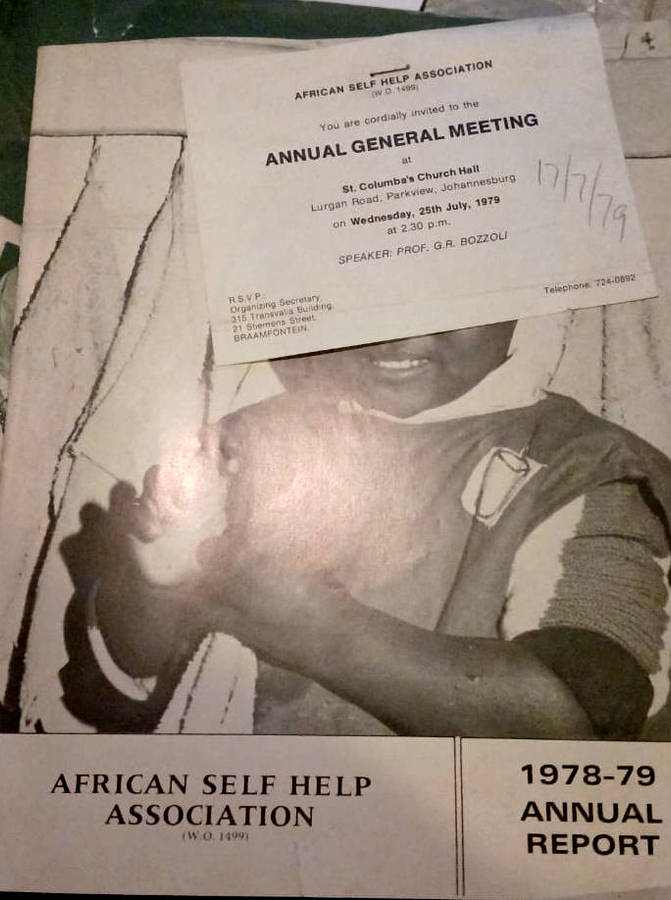 AFRICAN SELF HELP ASSOCIATION
(W.O. 1499)
You are cordially invited to the
ANNUAL GENERAL MEETING
at
St. Columba's Church Hall
Lurgan Road, Parkview, Johannesburg
on Wednesday, 25th July, 1979
at 2.30 p.m.
SPEAKER: PROF. G.R. BOZZOLI
17/7/79
R.S.V.P.
Organizing Secretary,
315 Transvalia Building,
21 Stiemens Street,
BRAAMFONTEIN.
Telephone: 724-0892
AFRICAN SELF HELP
ASSOCIATION
(W.O. 1499)
1978-79
ANNUAL
REPORT